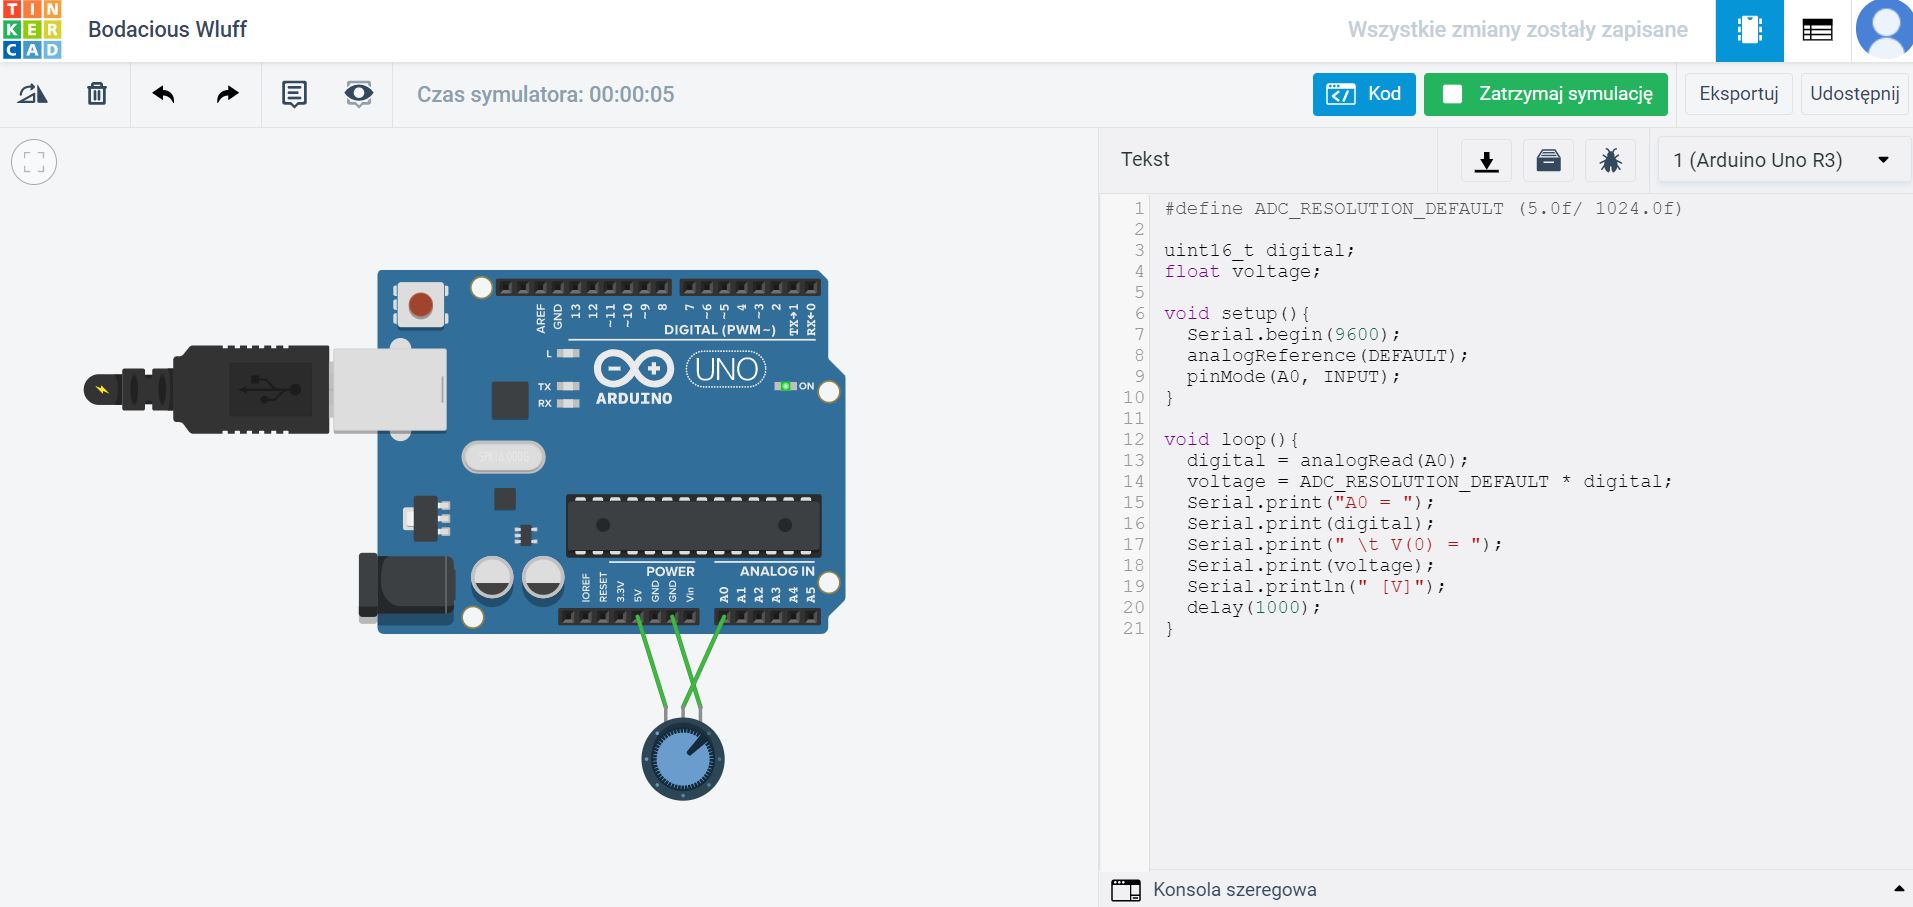 TIN
KER
CAD
Bodacious Wluff
Wszystkie zmiany zostały zapisane
Czas symulatora: 00:00:05
Kod
Zatrzymaj symulację
Eksportuj
Udostępnij
Tekst
1 (Arduino Uno R3)
AREF
GND
13
12
~11
~10
~9
8
7
~6
~5
4
~3
2
TX→1
RX←0
DIGITAL (PWM~)
L
TX
RX
ARDUINO
UNO
ON
SPK16.000G
POWER
ANALOG IN
IOREF
RESET
3.3V
5V
GND
GND
Vin
A0
A1
A2
A3
A4
A5
1 #define ADC_RESOLUTION_DEFAULT (5.0f/ 1024.0f)
2
3 uint16_t digital;
4 float voltage;
5
6 void setup(){
7   Serial.begin(9600);
8   analogReference(DEFAULT);
9   pinMode(A0, INPUT);
10 }
11
12 void loop(){
13   digital = analogRead(A0);
14   voltage = ADC_RESOLUTION_DEFAULT * digital;
15   Serial.print("A0 = ");
16   Serial.print(digital);
17   Serial.print(" \t V(0) = ");
18   Serial.print(voltage);
19   Serial.println(" [V]");
20   delay(1000);
21 }
Konsola szeregowa